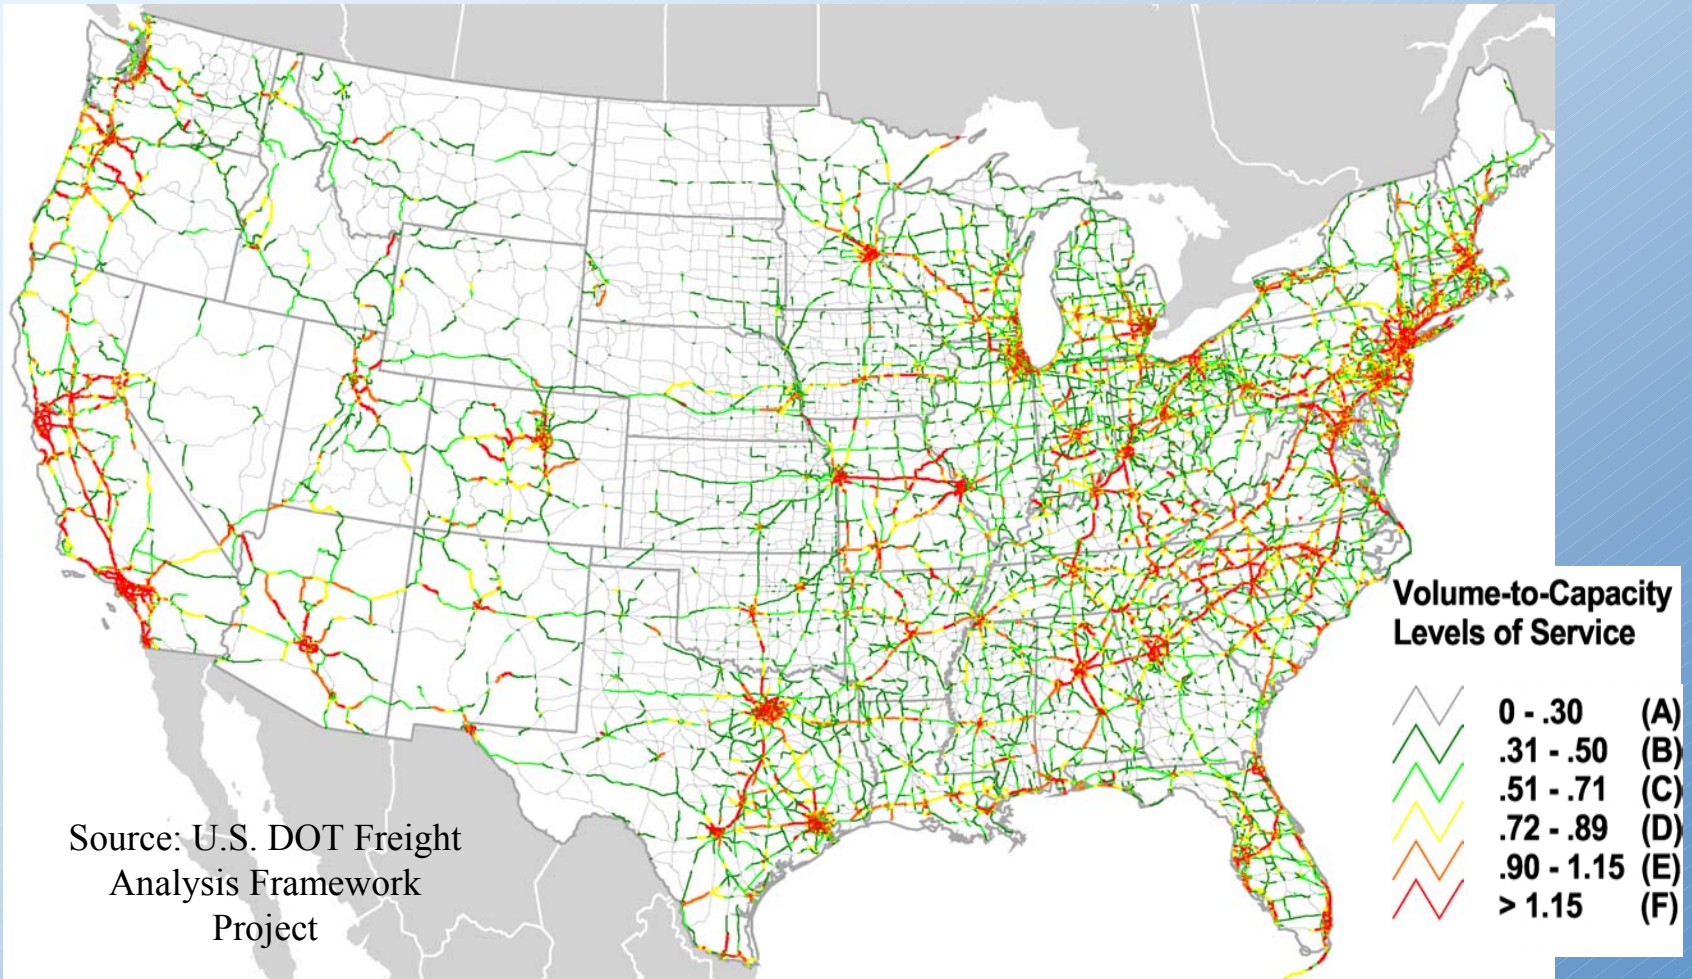 Volume-to-Capacity
Levels of Service
0 - .30 (A)
.31 - .50 (B)
.51 - .71 (C)
.72 - .89 (D)
.90 - 1.15 (E)
> 1.15 (F)
Source: U.S. DOT Freight
Analysis Framework
Project